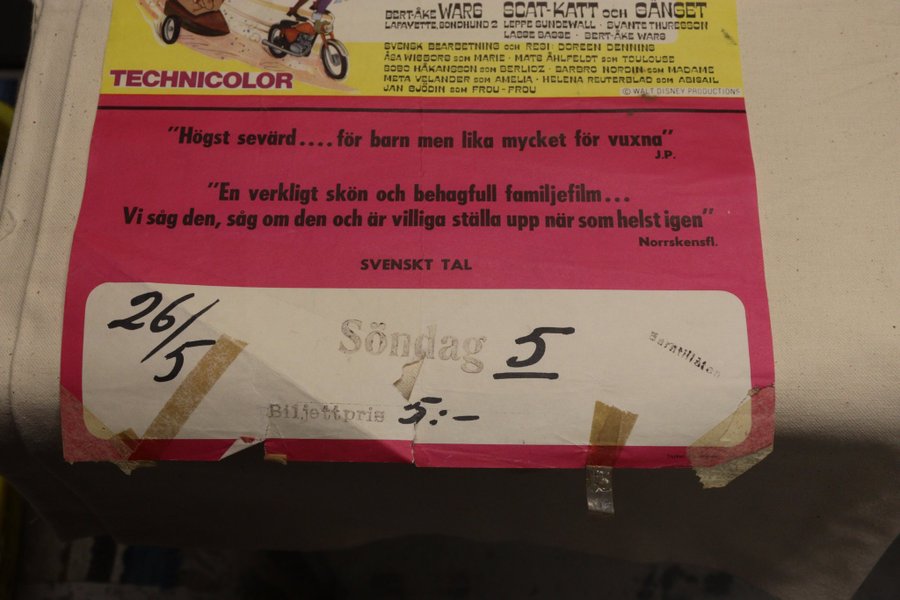 BERT-ÅKE WARG SCAT-KATT OCH GÄNGET
LAFAYETTE, BONDHUND 2 LEPPE SUNDEWALL · SVANTE THURESSON
LASSE BAGGE · BERT-ÅKE WARG
SVENSK BEARBETNING OCH REGI: DOREEN DENNING
ÅSA WISBORG SOM MARIE · MATS ÅHLFELDT SOM TOULOUSE
BOBO HÅKANSSON SOM BERLIOZ · BARBRO NORDIN SOM MADAME
META VELANDER SOM AMELIA · HELENA REUTERBLAD SOM ABIGAIL
JAN SJÖDIN SOM FROU-FROU
TECHNICOLOR
© WALT DISNEY PRODUCTIONS
"Högst sevärd....för barn men lika mycket för vuxna"
J.P.
"En verkligt skön och behagfull familjefilm...
Vi såg den, såg om den och är villiga ställa upp när som helst igen"
Norrskensfl.
SVENSKT TAL
26/5 Söndag 5 Barntillåten
Biljettpris 5:-